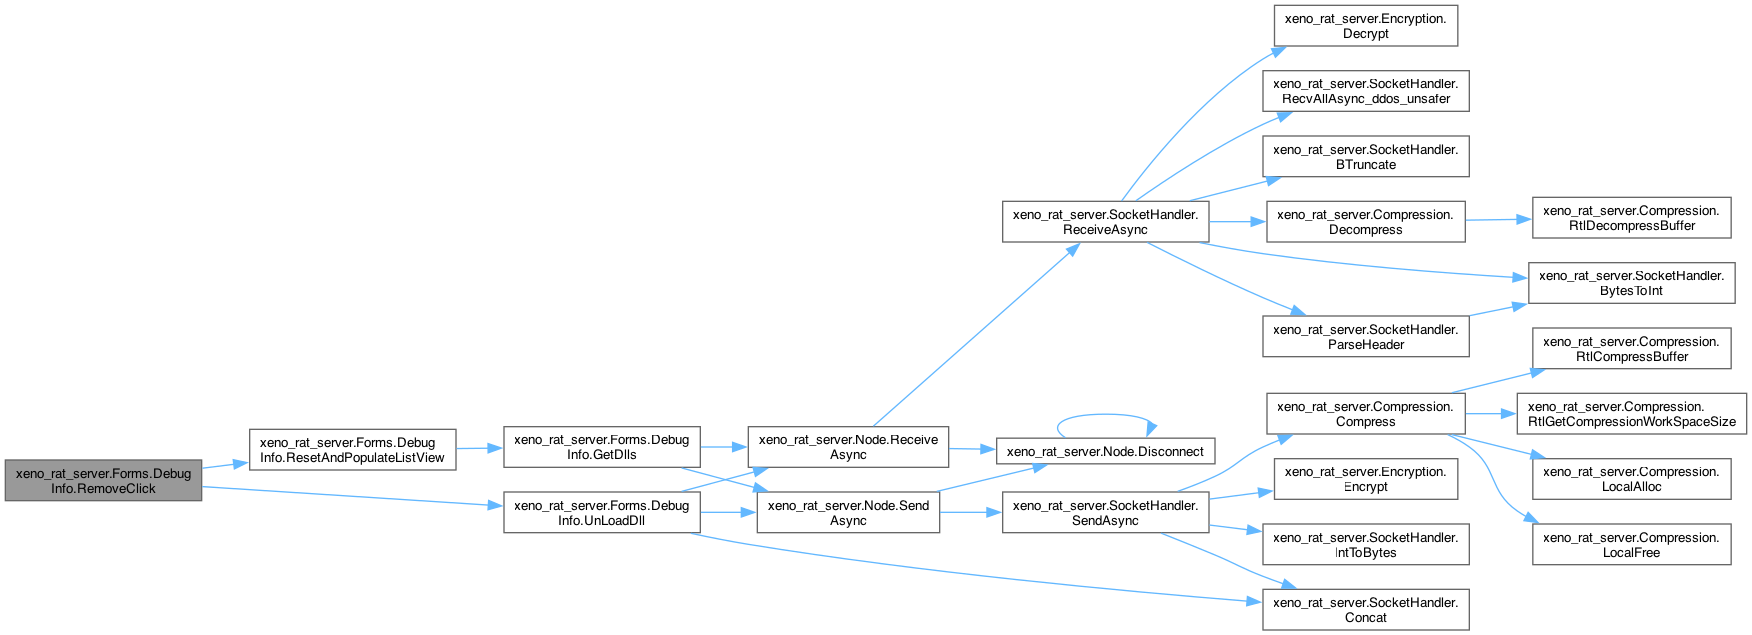 xeno_rat_server.Forms.Debug
Info.RemoveClick
xeno_rat_server.Forms.Debug
Info.ResetAndPopulateListView
xeno_rat_server.Forms.Debug
Info.GetDlls
xeno_rat_server.Forms.Debug
Info.UnLoadDll
xeno_rat_server.Node.Receive
Async
xeno_rat_server.Node.Send
Async
xeno_rat_server.SocketHandler.
ReceiveAsync
xeno_rat_server.Node.Disconnect
xeno_rat_server.SocketHandler.
SendAsync
xeno_rat_server.Encryption.
Decrypt
xeno_rat_server.SocketHandler.
RecvAllAsync_ddos_unsafer
xeno_rat_server.SocketHandler.
BTruncate
xeno_rat_server.Compression.
Decompress
xeno_rat_server.SocketHandler.
ParseHeader
xeno_rat_server.Compression.
Compress
xeno_rat_server.Encryption.
Encrypt
xeno_rat_server.SocketHandler.
IntToBytes
xeno_rat_server.SocketHandler.
Concat
xeno_rat_server.Compression.
RtlDecompressBuffer
xeno_rat_server.SocketHandler.
BytesToInt
xeno_rat_server.Compression.
RtlCompressBuffer
xeno_rat_server.Compression.
RtlGetCompressionWorkSpaceSize
xeno_rat_server.Compression.
LocalAlloc
xeno_rat_server.Compression.
LocalFree